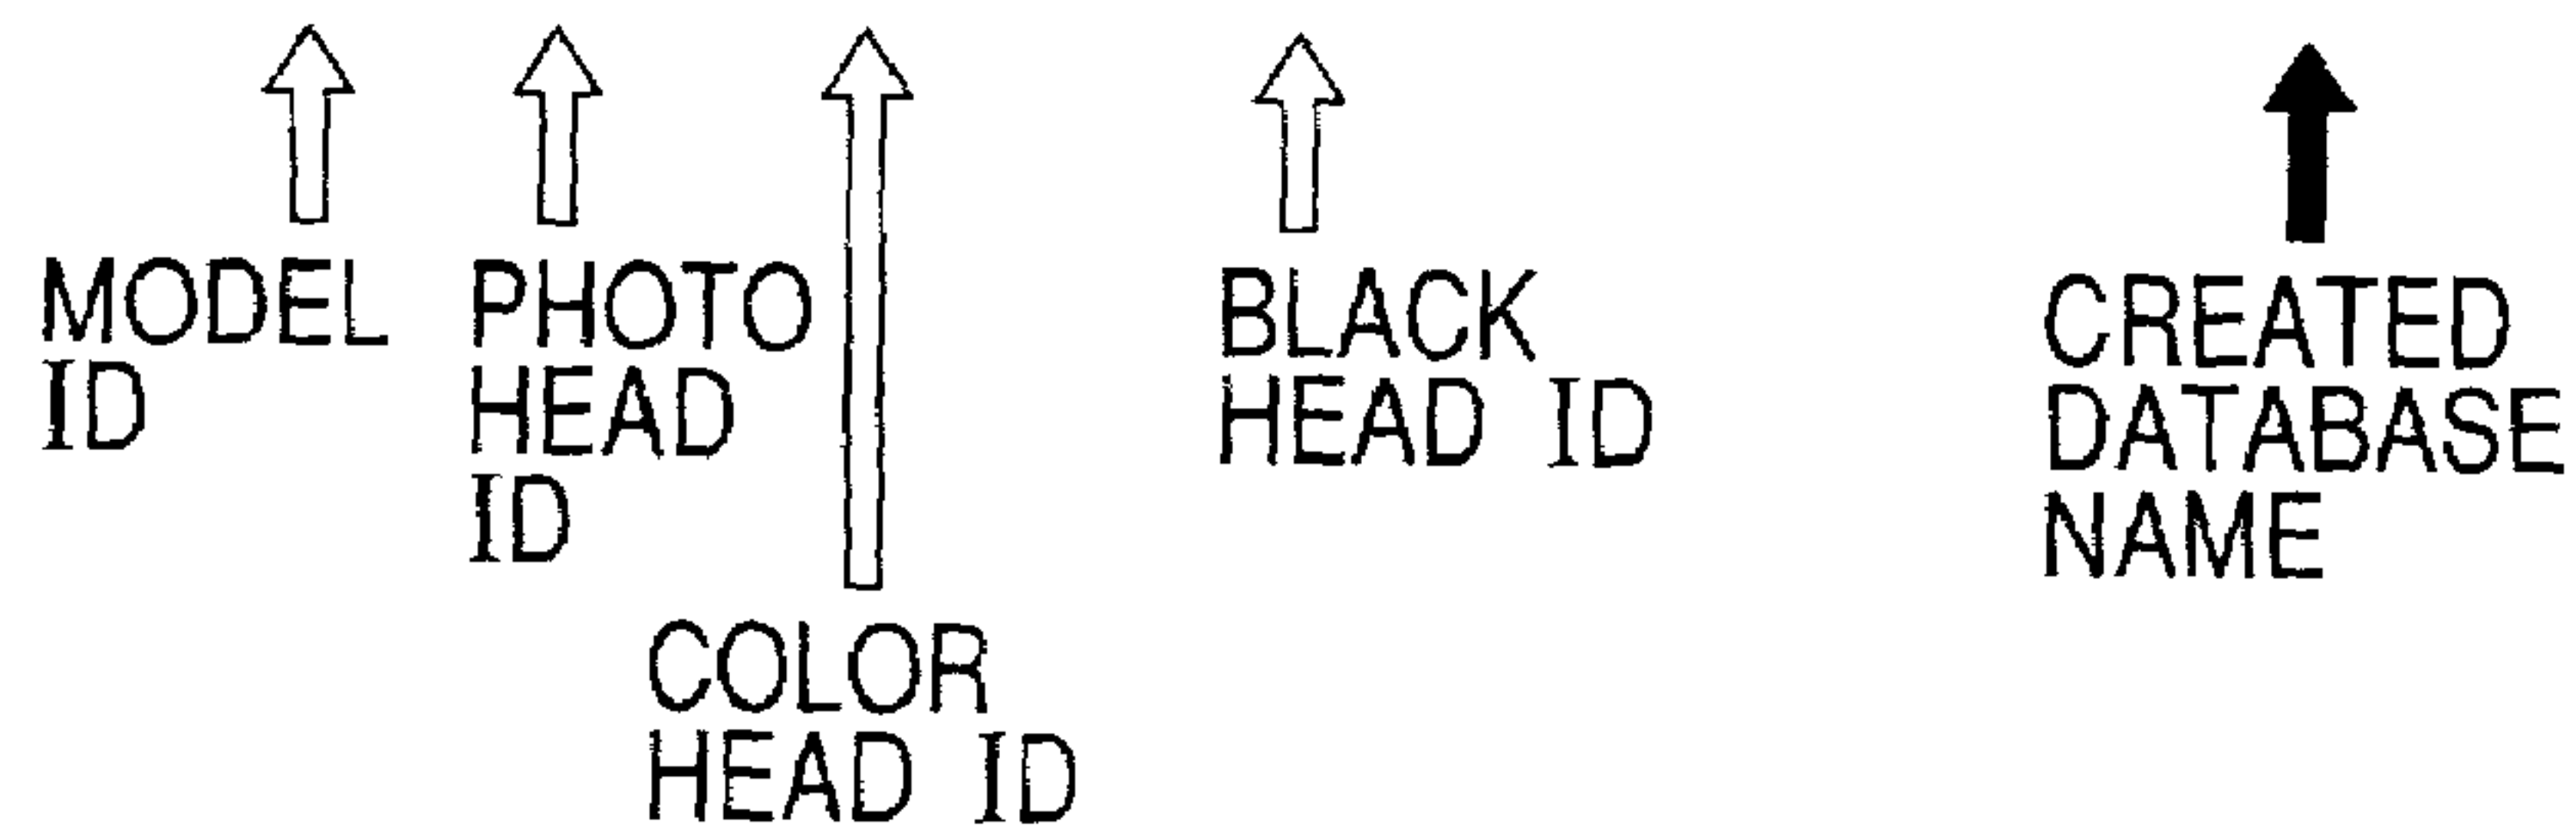 MODEL
ID
PHOTO
HEAD
ID
COLOR
HEAD ID
BLACK
HEAD ID
CREATED
DATABASE
NAME